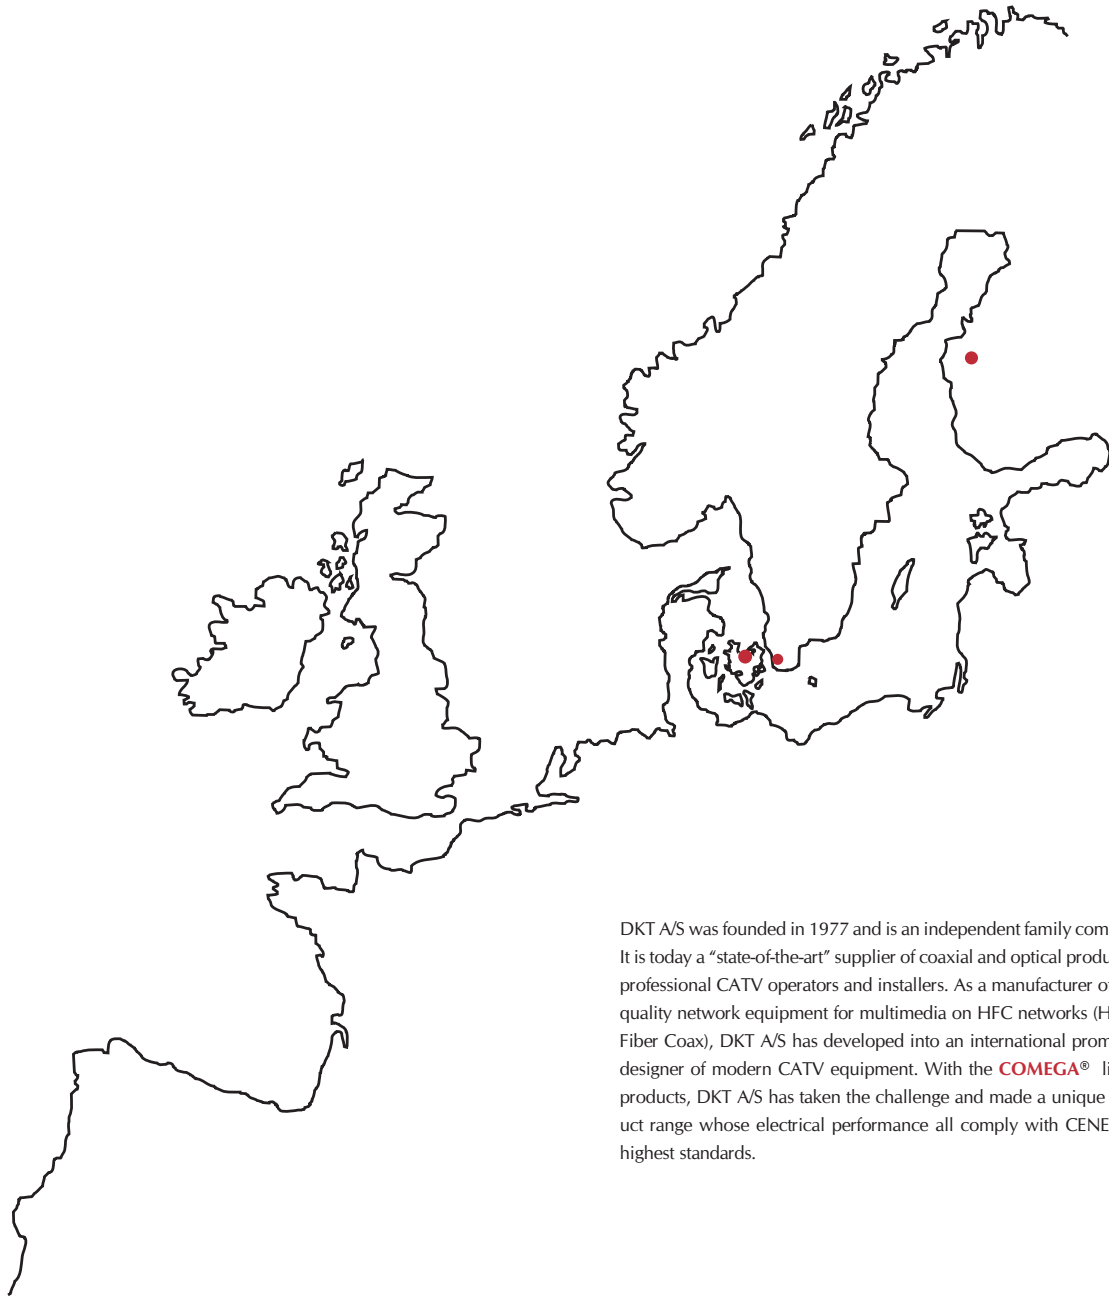 DKT A/S was founded in 1977 and is an independent family com
It is today a “state-of-the-art” supplier of coaxial and optical produ
professional CATV operators and installers. As a manufacturer of
quality network equipment for multimedia on HFC networks (H
Fiber Coax), DKT A/S has developed into an international prom
designer of modern CATV equipment. With the COMEGA® li
products, DKT A/S has taken the challenge and made a unique
uct range whose electrical performance all comply with CENE
highest standards.